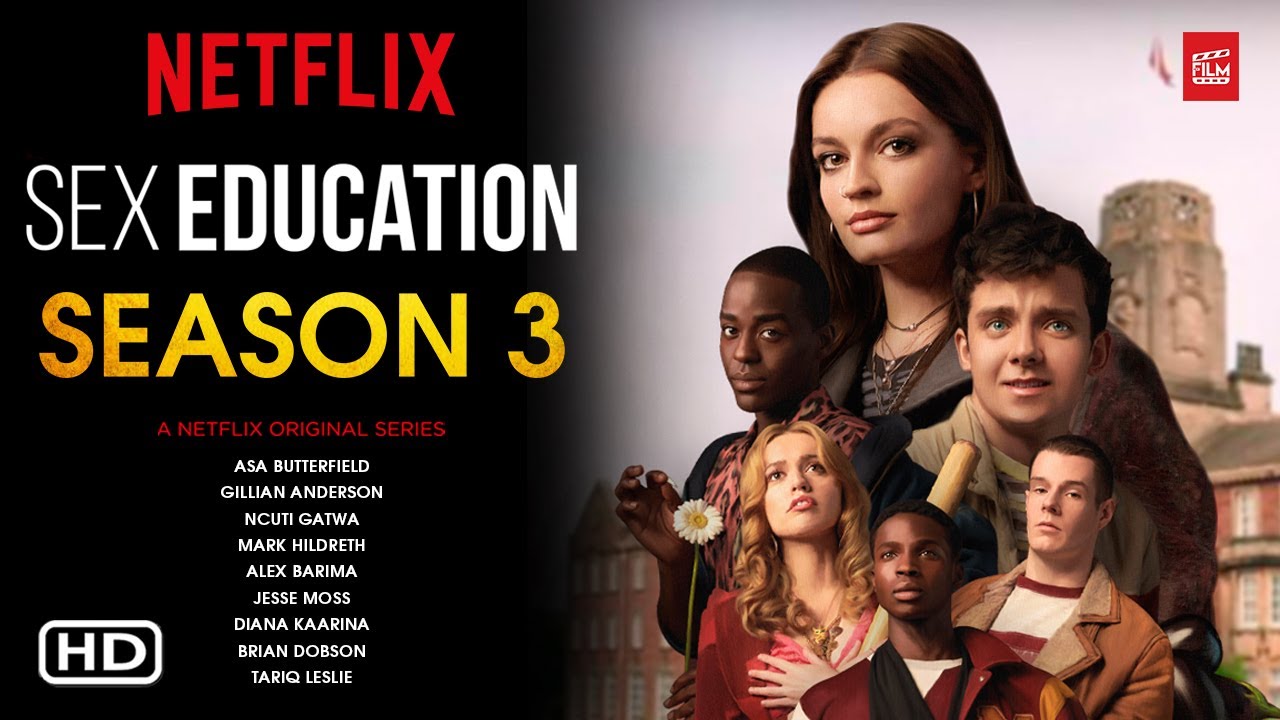 NETFLIX
SEX EDUCATION
SEASON 3
A NETFLIX ORIGINAL SERIES
ASA BUTTERFIELD
GILLIAN ANDERSON
NCUTI GATWA
MARK HILDRETH
ALEX BARIMA
JESSE MOSS
DIANA KAARINA
BRIAN DOBSON
TARIQ LESLIE
HD
FILM